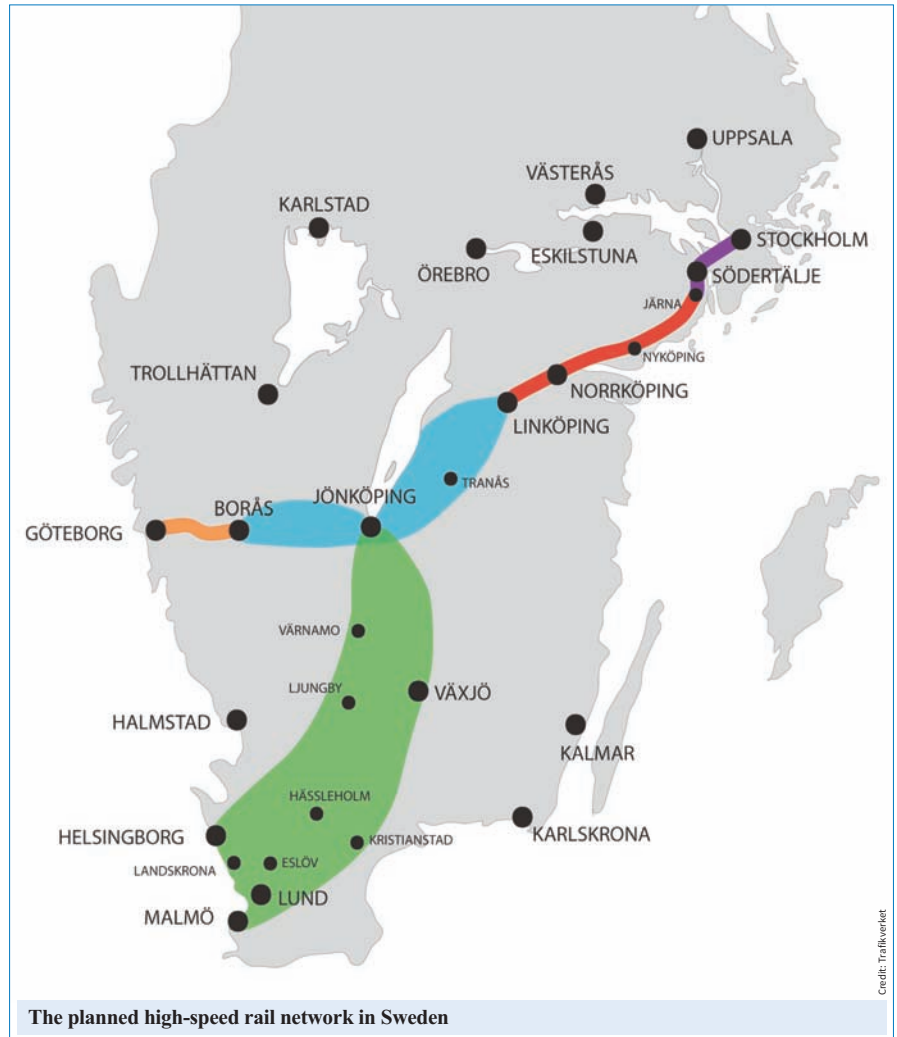 UPPSALA
VÄSTERÅS
KARLSTAD
STOCKHOLM
ESKILSTUNA
ÖREBRO
SÖDERTÄLJE
JÄRNA
NYKÖPING
TROLLHÄTTAN
NORRKÖPING
LINKÖPING
TRANÅS
JÖNKÖPING
BORÅS
GÖTEBORG
VÄRNAMO
LJUNGBY
VÄXJÖ
HALMSTAD
KALMAR
HÄSSLEHOLM
HELSINGBORG
KRISTIANSTAD
KARLSKRONA
LANDSKRONA
ESLÖV
LUND
MALMÖ
Credit: Trafikverket
The planned high-speed rail network in Sweden